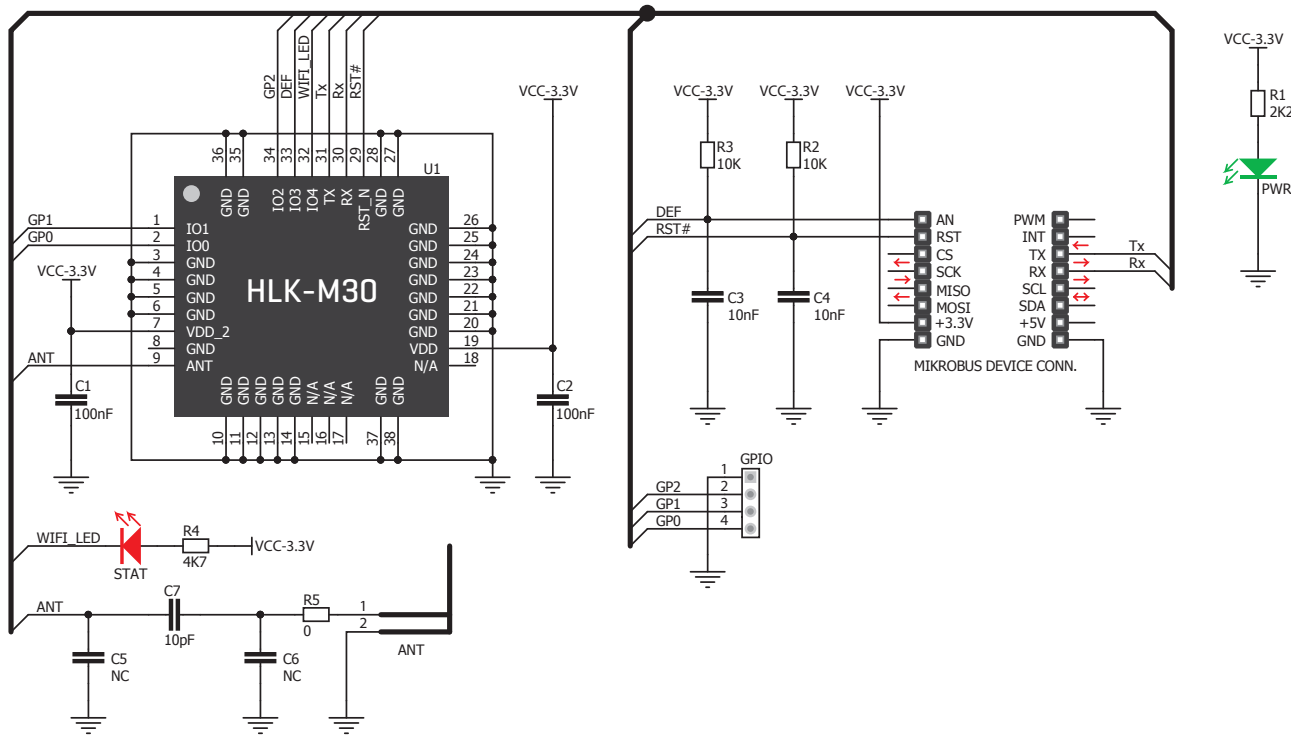 GP2
DEF
WIFI_LED
Tx
Rx
RST#
VCC-3.3V
36
35
34
33
32
31
30
29
28
27
U1
GND
GND
IO2
IO3
IO4
TX
RX
RST_N
GND
GND
GP1
1
IO1
GP0
2
IO0
3
GND
4
GND
5
GND
6
GND
VCC-3.3V
7
VDD_2
8
GND
ANT
9
ANT
HLK-M30
GND
26
GND
25
GND
24
GND
23
GND
22
GND
21
GND
20
VDD
19
N/A
18
GND
GND
GND
GND
GND
N/A
N/A
N/A
GND
GND
10
11
12
13
14
15
16
17
37
38
C1
100nF
C2
100nF
WIFI_LED
STAT
R4
4K7
VCC-3.3V
ANT
C7
10pF
R5
0
1
2
ANT
C5
NC
C6
NC
VCC-3.3V
VCC-3.3V
VCC-3.3V
R3
10K
R2
10K
DEF
RST#
C3
10nF
C4
10nF
AN
RST
CS
SCK
MISO
MOSI
+3.3V
GND
PWM
INT
TX
RX
SCL
SDA
+5V
GND
Tx
Rx
MIKROBUS DEVICE CONN.
GPIO
1
GP2
2
GP1
3
GP0
4
VCC-3.3V
R1
2K2
PWR